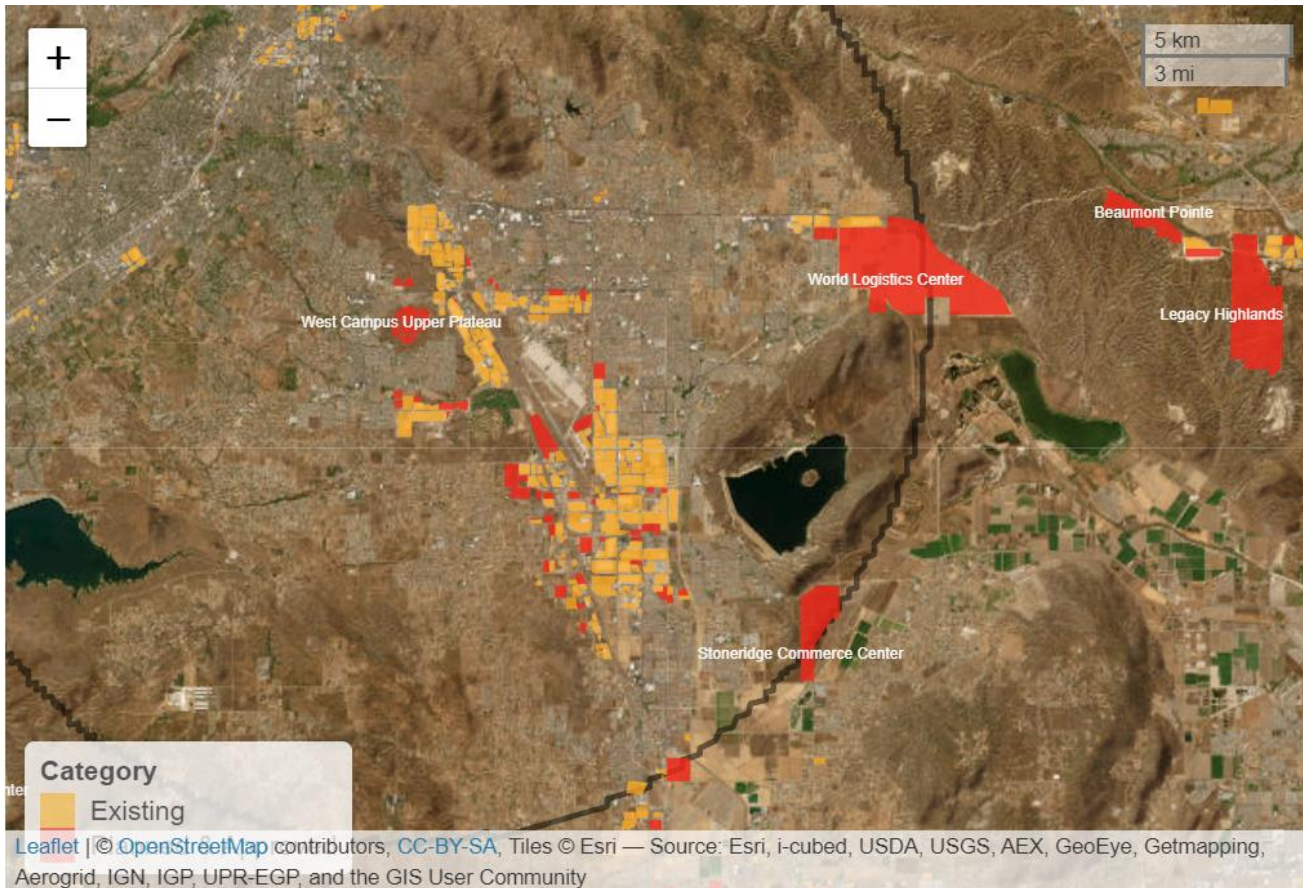 +
5 km
−
3 mi
Beaumont Pointe
World Logistics Center
Legacy Highlands
West Campus Upper Plateau
Stoneridge Commerce Center
Category
nter
Existing
Leaflet | © OpenStreetMap contributors, CC-BY-SA, Tiles © Esri — Source: Esri, i-cubed, USDA, USGS, AEX, GeoEye, Getmapping,
Aerogrid, IGN, IGP, UPR-EGP, and the GIS User Community